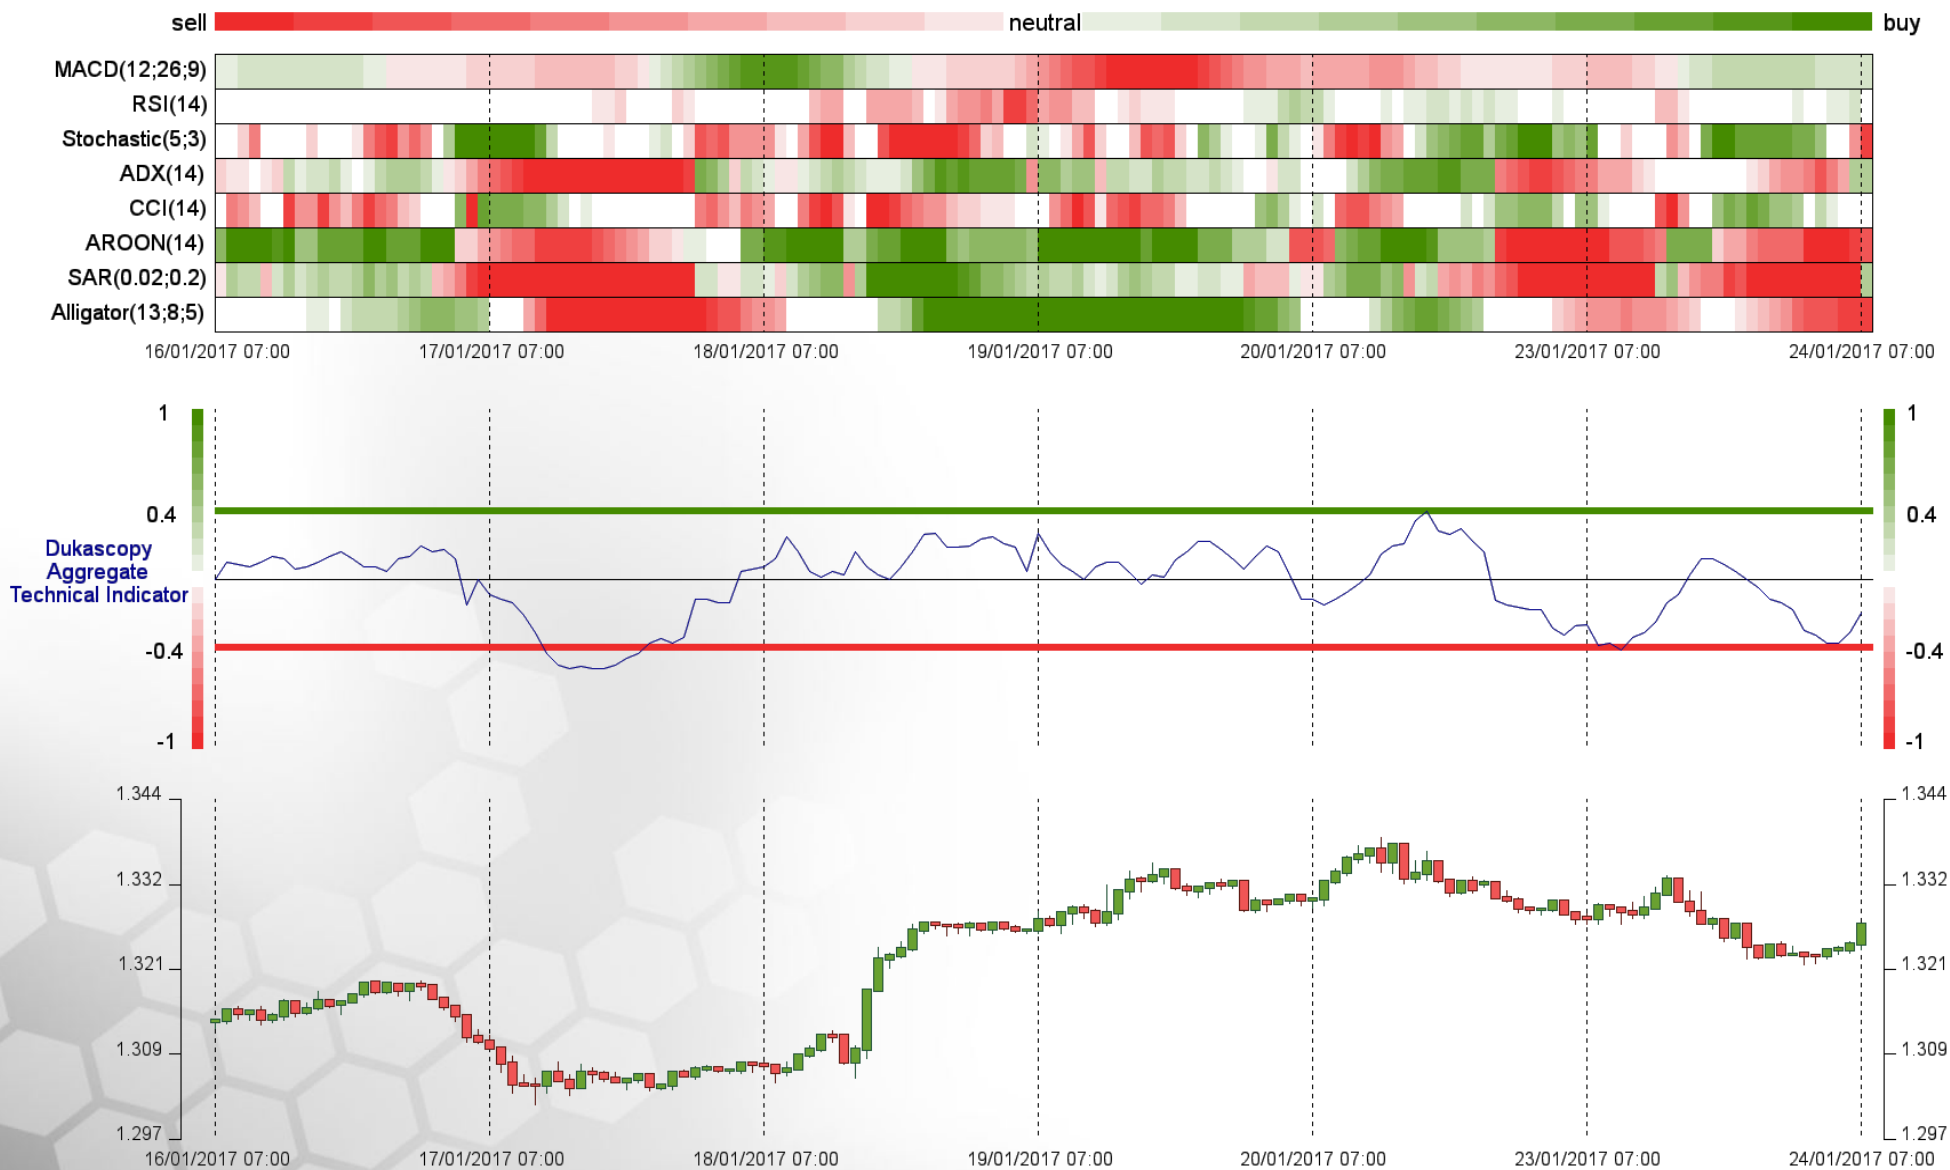 sell neutral buy
MACD(12;26;9)
RSI(14)
Stochastic(5;3)
ADX(14)
CCI(14)
AROON(14)
SAR(0.02;0.2)
Alligator(13;8;5)
16/01/2017 07:00 17/01/2017 07:00 18/01/2017 07:00 19/01/2017 07:00 20/01/2017 07:00 23/01/2017 07:00 24/01/2017 07:00
1 1
0.4 0.4
Dukascopy
Aggregate
Technical Indicator
-0.4 -0.4
-1 -1
1.344 1.344
1.332 1.332
1.321 1.321
1.309 1.309
1.297 1.297
16/01/2017 07:00 17/01/2017 07:00 18/01/2017 07:00 19/01/2017 07:00 20/01/2017 07:00 23/01/2017 07:00 24/01/2017 07:00